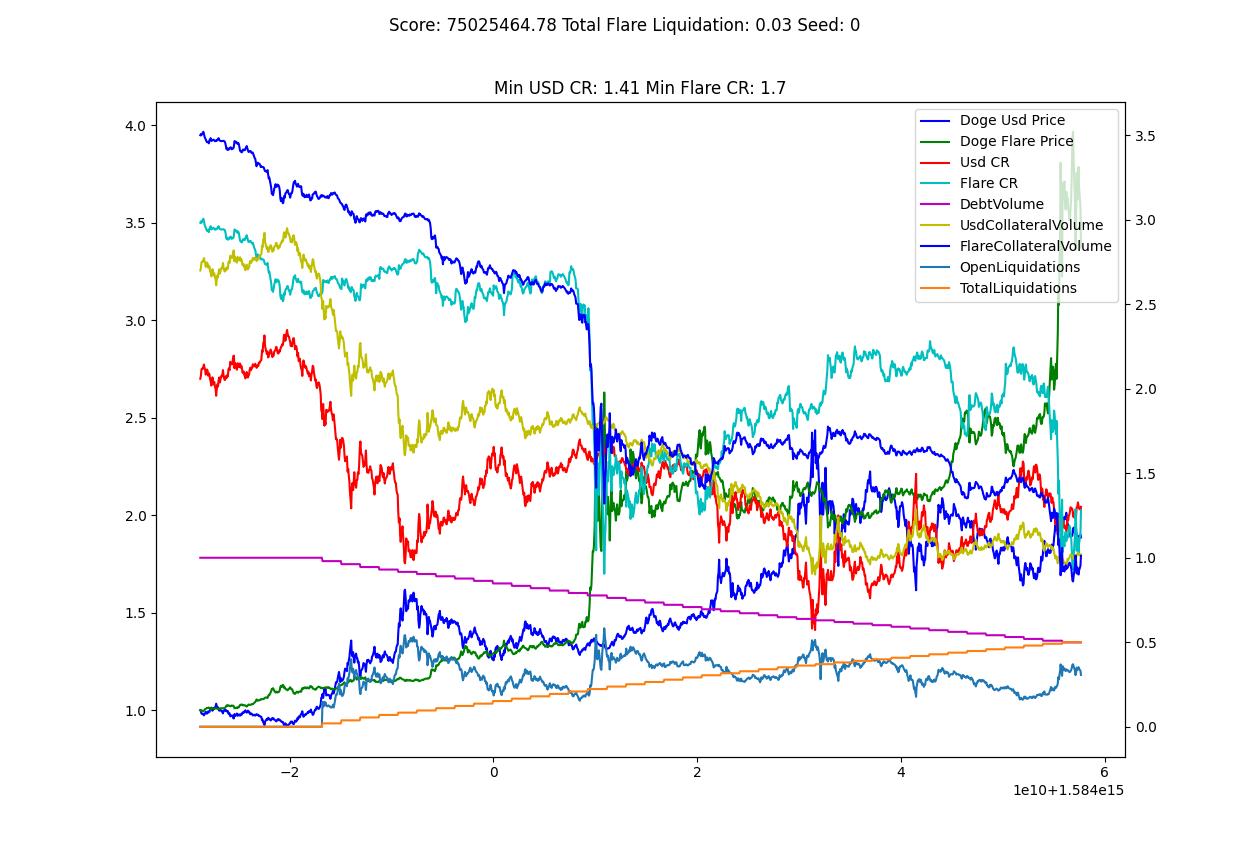 Score: 75025464.78 Total Flare Liquidation: 0.03 Seed: 0
Min USD CR: 1.41 Min Flare CR: 1.7
4.0
3.5
3.0
2.5
2.0
1.5
1.0
3.5
3.0
2.5
2.0
1.5
1.0
0.5
0.0
Doge Usd Price
Doge Flare Price
Usd CR
Flare CR
DebtVolume
UsdCollateralVolume
FlareCollateralVolume
OpenLiquidations
TotalLiquidations
−2 0 2 4 6
1e10+1.584e15